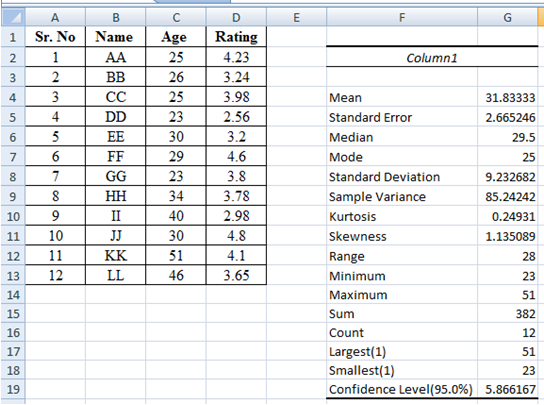 A B C D E F G
1 Sr. No Name Age Rating
2 1 AA 25 4.23 Column1
3 2 BB 26 3.24
4 3 CC 25 3.98 Mean 31.83333
5 4 DD 23 2.56 Standard Error 2.665246
6 5 EE 30 3.2 Median 29.5
7 6 FF 29 4.6 Mode 25
8 7 GG 23 3.8 Standard Deviation 9.232682
9 8 HH 34 3.78 Sample Variance 85.24242
10 9 II 40 2.98 Kurtosis 0.24931
11 10 JJ 30 4.8 Skewness 1.135089
12 11 KK 51 4.1 Range 28
13 12 LL 46 3.65 Minimum 23
14 Maximum 51
15 Sum 382
16 Count 12
17 Largest(1) 51
18 Smallest(1) 23
19 Confidence Level(95.0%) 5.866167